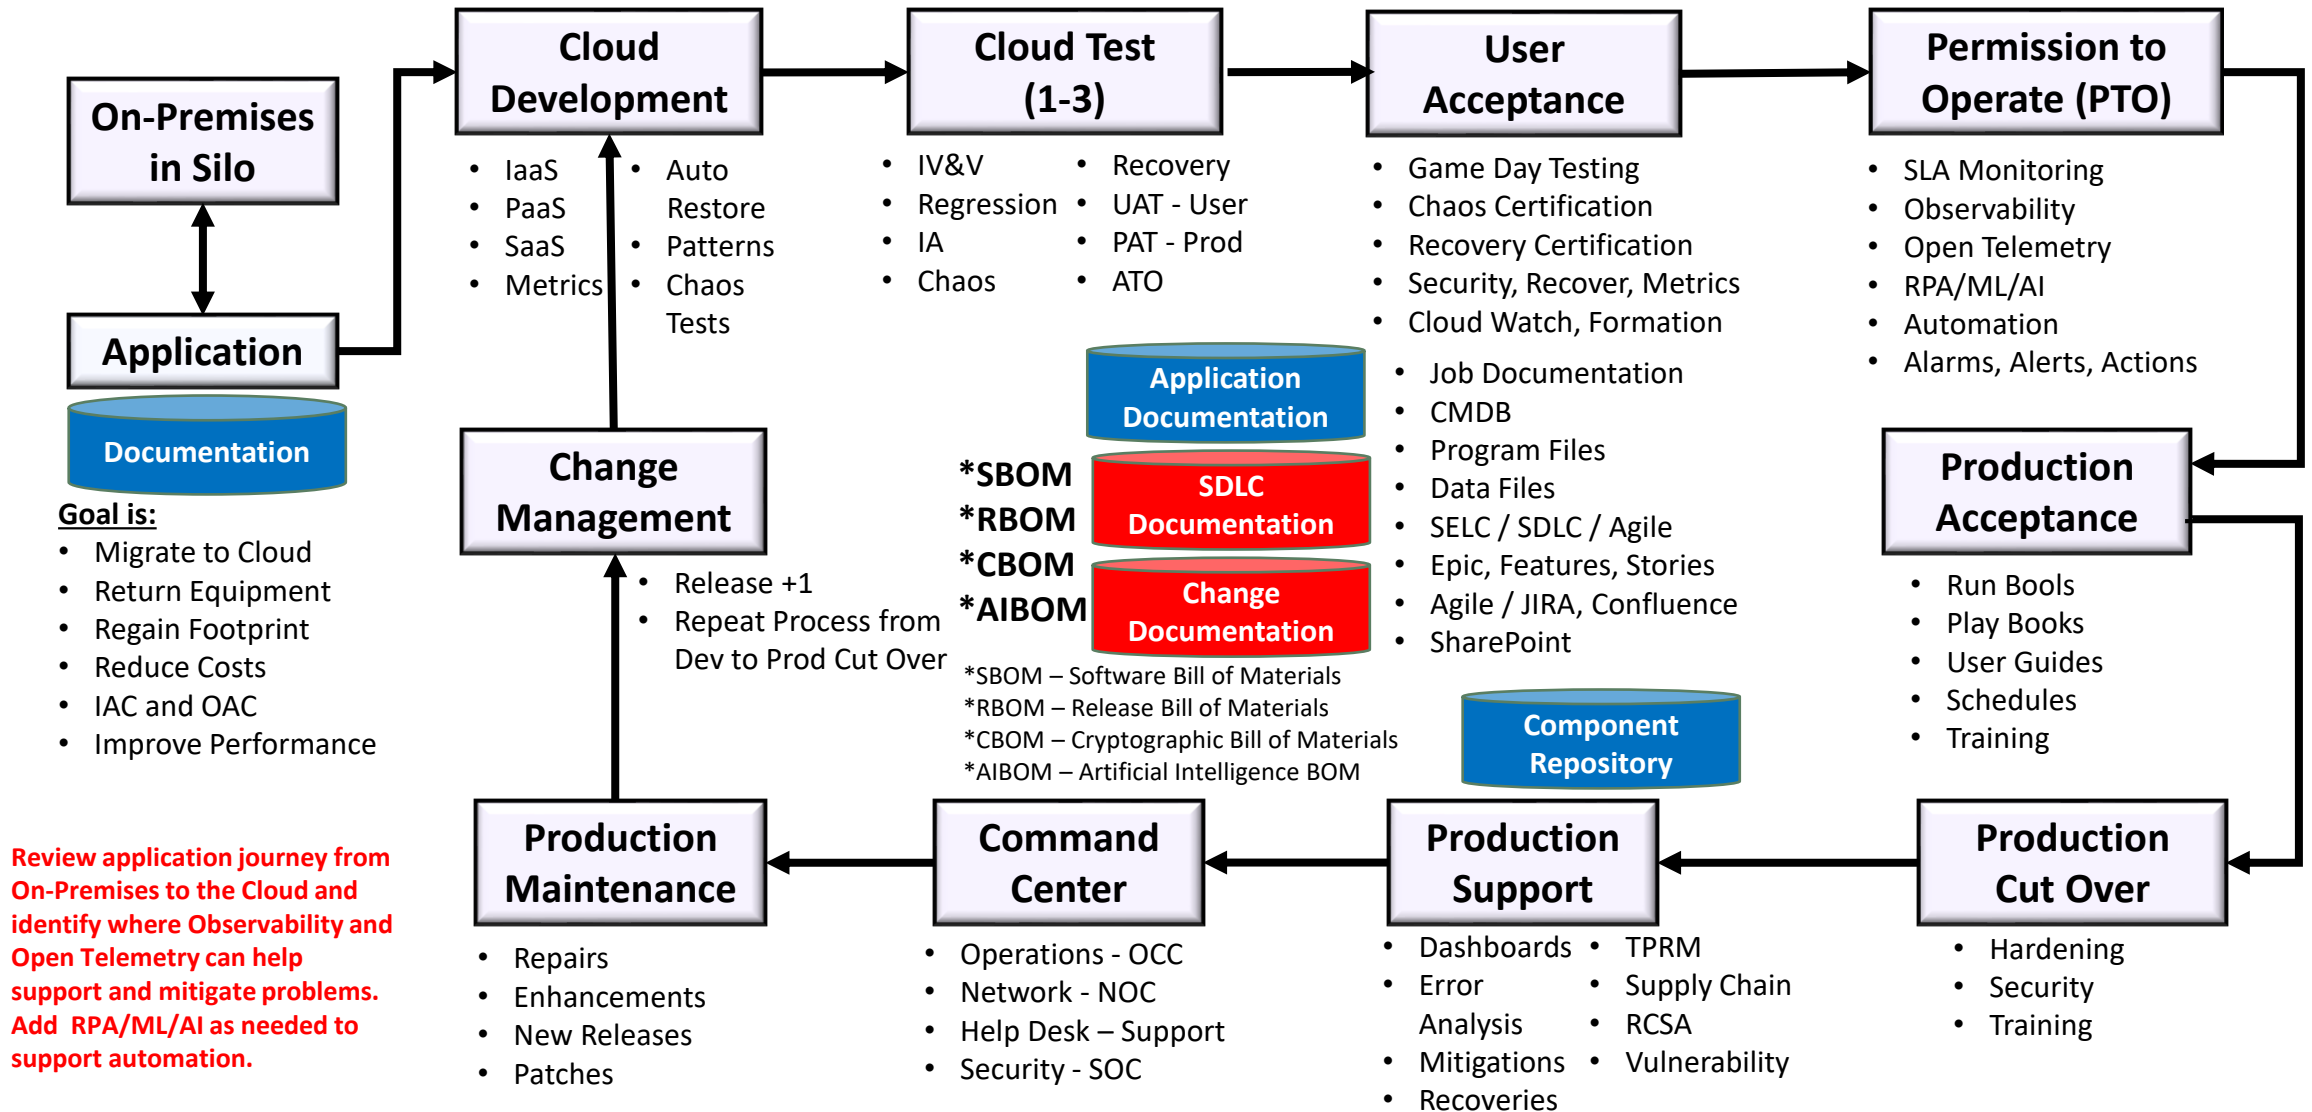 On-Premises
in Silo
Application
Documentation
Goal is:
• Migrate to Cloud
• Return Equipment
• Regain Footprint
• Reduce Costs
• IAC and OAC
• Improve Performance
Review application journey from
On-Premises to the Cloud and
identify where Observability and
Open Telemetry can help
support and mitigate problems.
Add RPA/ML/AI as needed to
support automation.
Cloud
Development
• IaaS
• PaaS
• SaaS
• Metrics
• Auto
Restore
• Patterns
• Chaos
Tests
Cloud Test
(1-3)
• IV&V
• Regression
• IA
• Chaos
• Recovery
• UAT - User
• PAT - Prod
• ATO
User
Acceptance
• Game Day Testing
• Chaos Certification
• Recovery Certification
• Security, Recover, Metrics
• Cloud Watch, Formation
Permission to
Operate (PTO)
• SLA Monitoring
• Observability
• Open Telemetry
• RPA/ML/AI
• Automation
• Alarms, Alerts, Actions
Production
Acceptance
• Run Bools
• Play Books
• User Guides
• Schedules
• Training
Production
Cut Over
• Hardening
• Security
• Training
Production
Support
• Dashboards
• Error
Analysis
• Mitigations
• Recoveries
• TPRM
• Supply Chain
• RCSA
• Vulnerability
Command
Center
• Operations - OCC
• Network - NOC
• Help Desk – Support
• Security - SOC
Production
Maintenance
• Repairs
• Enhancements
• New Releases
• Patches
Change
Management
• Release +1
• Repeat Process from
Dev to Prod Cut Over
Application
Documentation
SDLC
Documentation
Change
Documentation
*SBOM
*RBOM
*CBOM
*AIBOM
*SBOM – Software Bill of Materials
*RBOM – Release Bill of Materials
*CBOM – Cryptographic Bill of Materials
*AIBOM – Artificial Intelligence BOM
• Job Documentation
• CMDB
• Program Files
• Data Files
• SELC / SDLC / Agile
• Epic, Features, Stories
• Agile / JIRA, Confluence
• SharePoint
Component
Repository